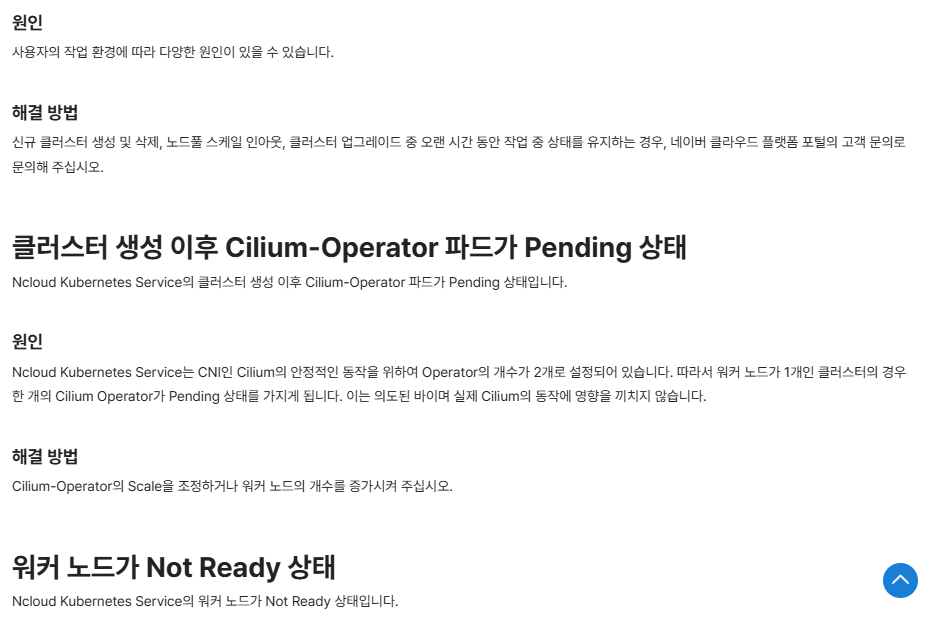 원인
사용자의 작업 환경에 따라 다양한 원인이 있을 수 있습니다.
해결 방법
신규 클러스터 생성 및 삭제, 노드풀 스케일 인아웃, 클러스터 업그레이드 중 오랜 시간 동안 작업 중 상태를 유지하는 경우, 네이버 클라우드 플랫폼 포털의 고객 문의로
문의해 주십시오.
클러스터 생성 이후 Cilium-Operator 파드가 Pending 상태
Ncloud Kubernetes Service의 클러스터 생성 이후 Cilium-Operator 파드가 Pending 상태입니다.
원인
Ncloud Kubernetes Service는 CNI인 Cilium의 안정적인 동작을 위하여 Operator의 개수가 2개로 설정되어 있습니다. 따라서 워커 노드가 1개인 클러스터의 경우
한 개의 Cilium Operator가 Pending 상태를 가지게 됩니다. 이는 의도된 바이며 실제 Cilium의 동작에 영향을 끼치지 않습니다.
해결 방법
Cilium-Operator의 Scale을 조정하거나 워커 노드의 개수를 증가시켜 주십시오.
워커 노드가 Not Ready 상태
Ncloud Kubernetes Service의 워커 노드가 Not Ready 상태입니다.